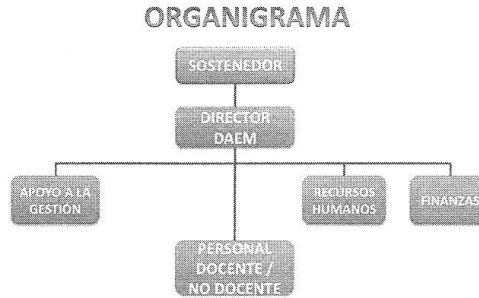 ORGANIGRAMA
SOSTENEDOR
DIRECTOR
DAEM
APOYO A LA
GESTIÓN
RECURSOS
HUMANOS
FINANZAS
PERSONAL
DOCENTE /
NO DOCENTE